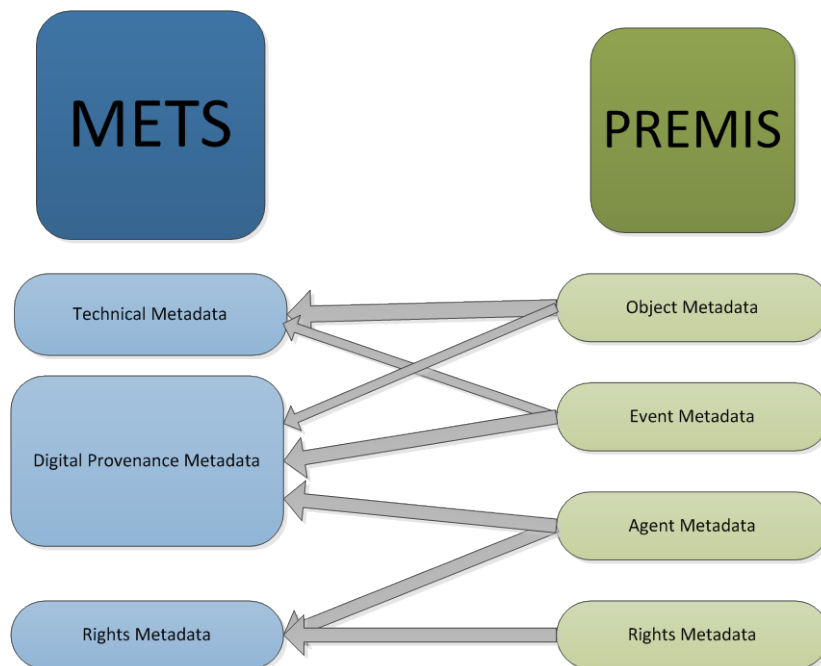 METS
PREMIS
Technical Metadata
Object Metadata
Digital Provenance Metadata
Event Metadata
Agent Metadata
Rights Metadata
Rights Metadata